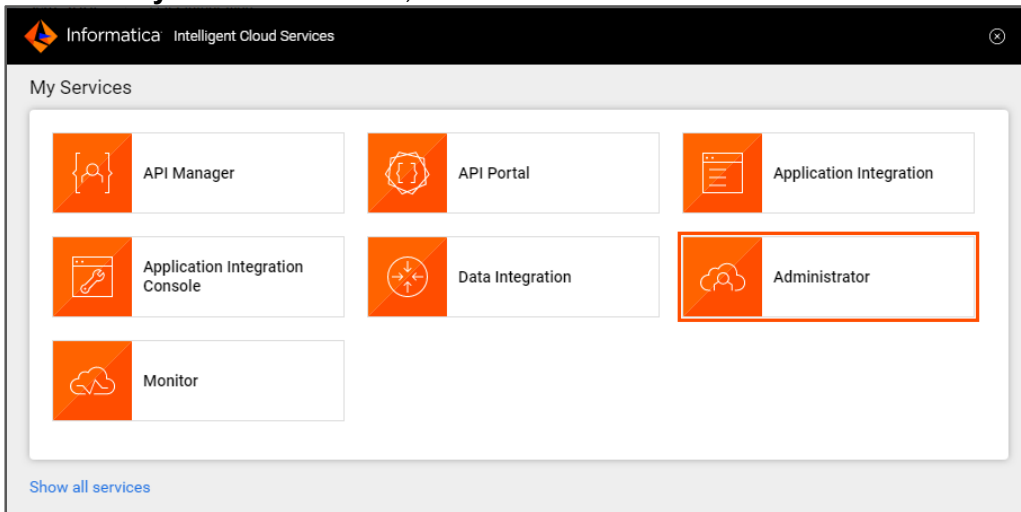 Informatica Intelligent Cloud Services
My Services
API Manager
API Portal
Application Integration
Application Integration
Console
Data Integration
Administrator
Monitor
Show all services